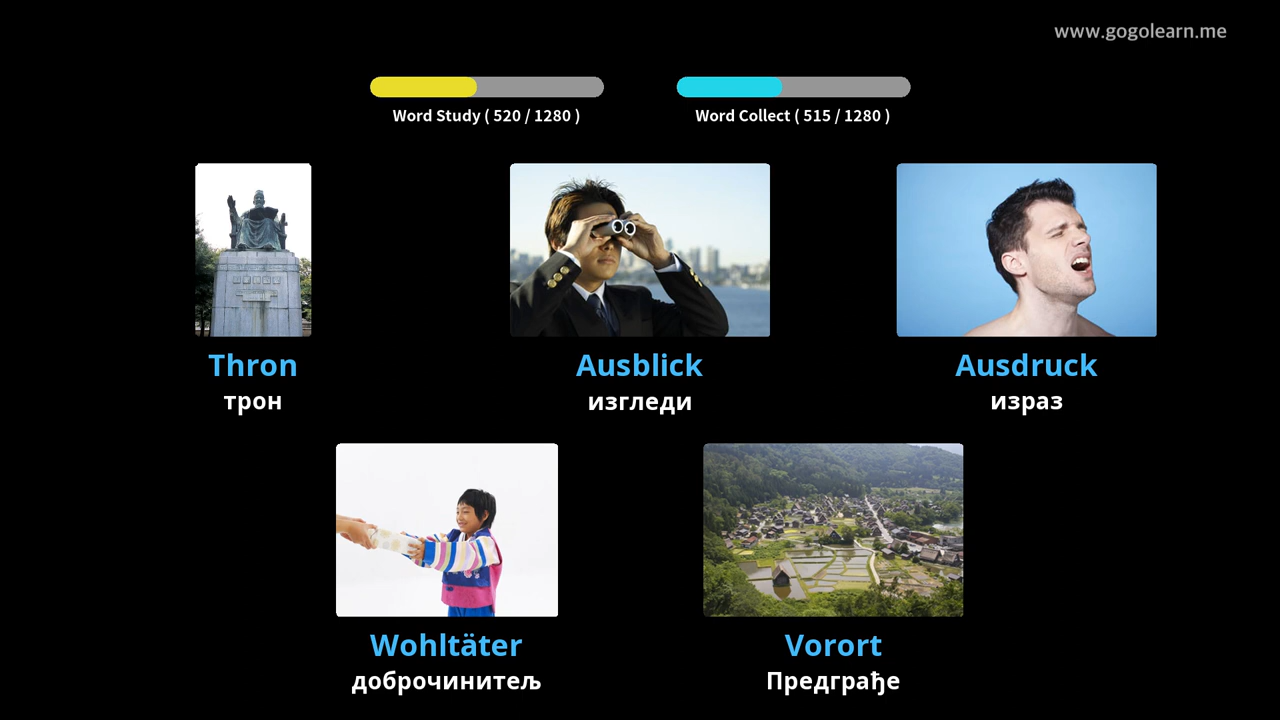 www.gogolearn.me
Word Study ( 520 / 1280 )
Word Collect ( 515 / 1280 )
Thron
трон
Ausblick
изгледи
Ausdruck
израз
Wohltäter
доброчинитељ
Vorort
Предграђе